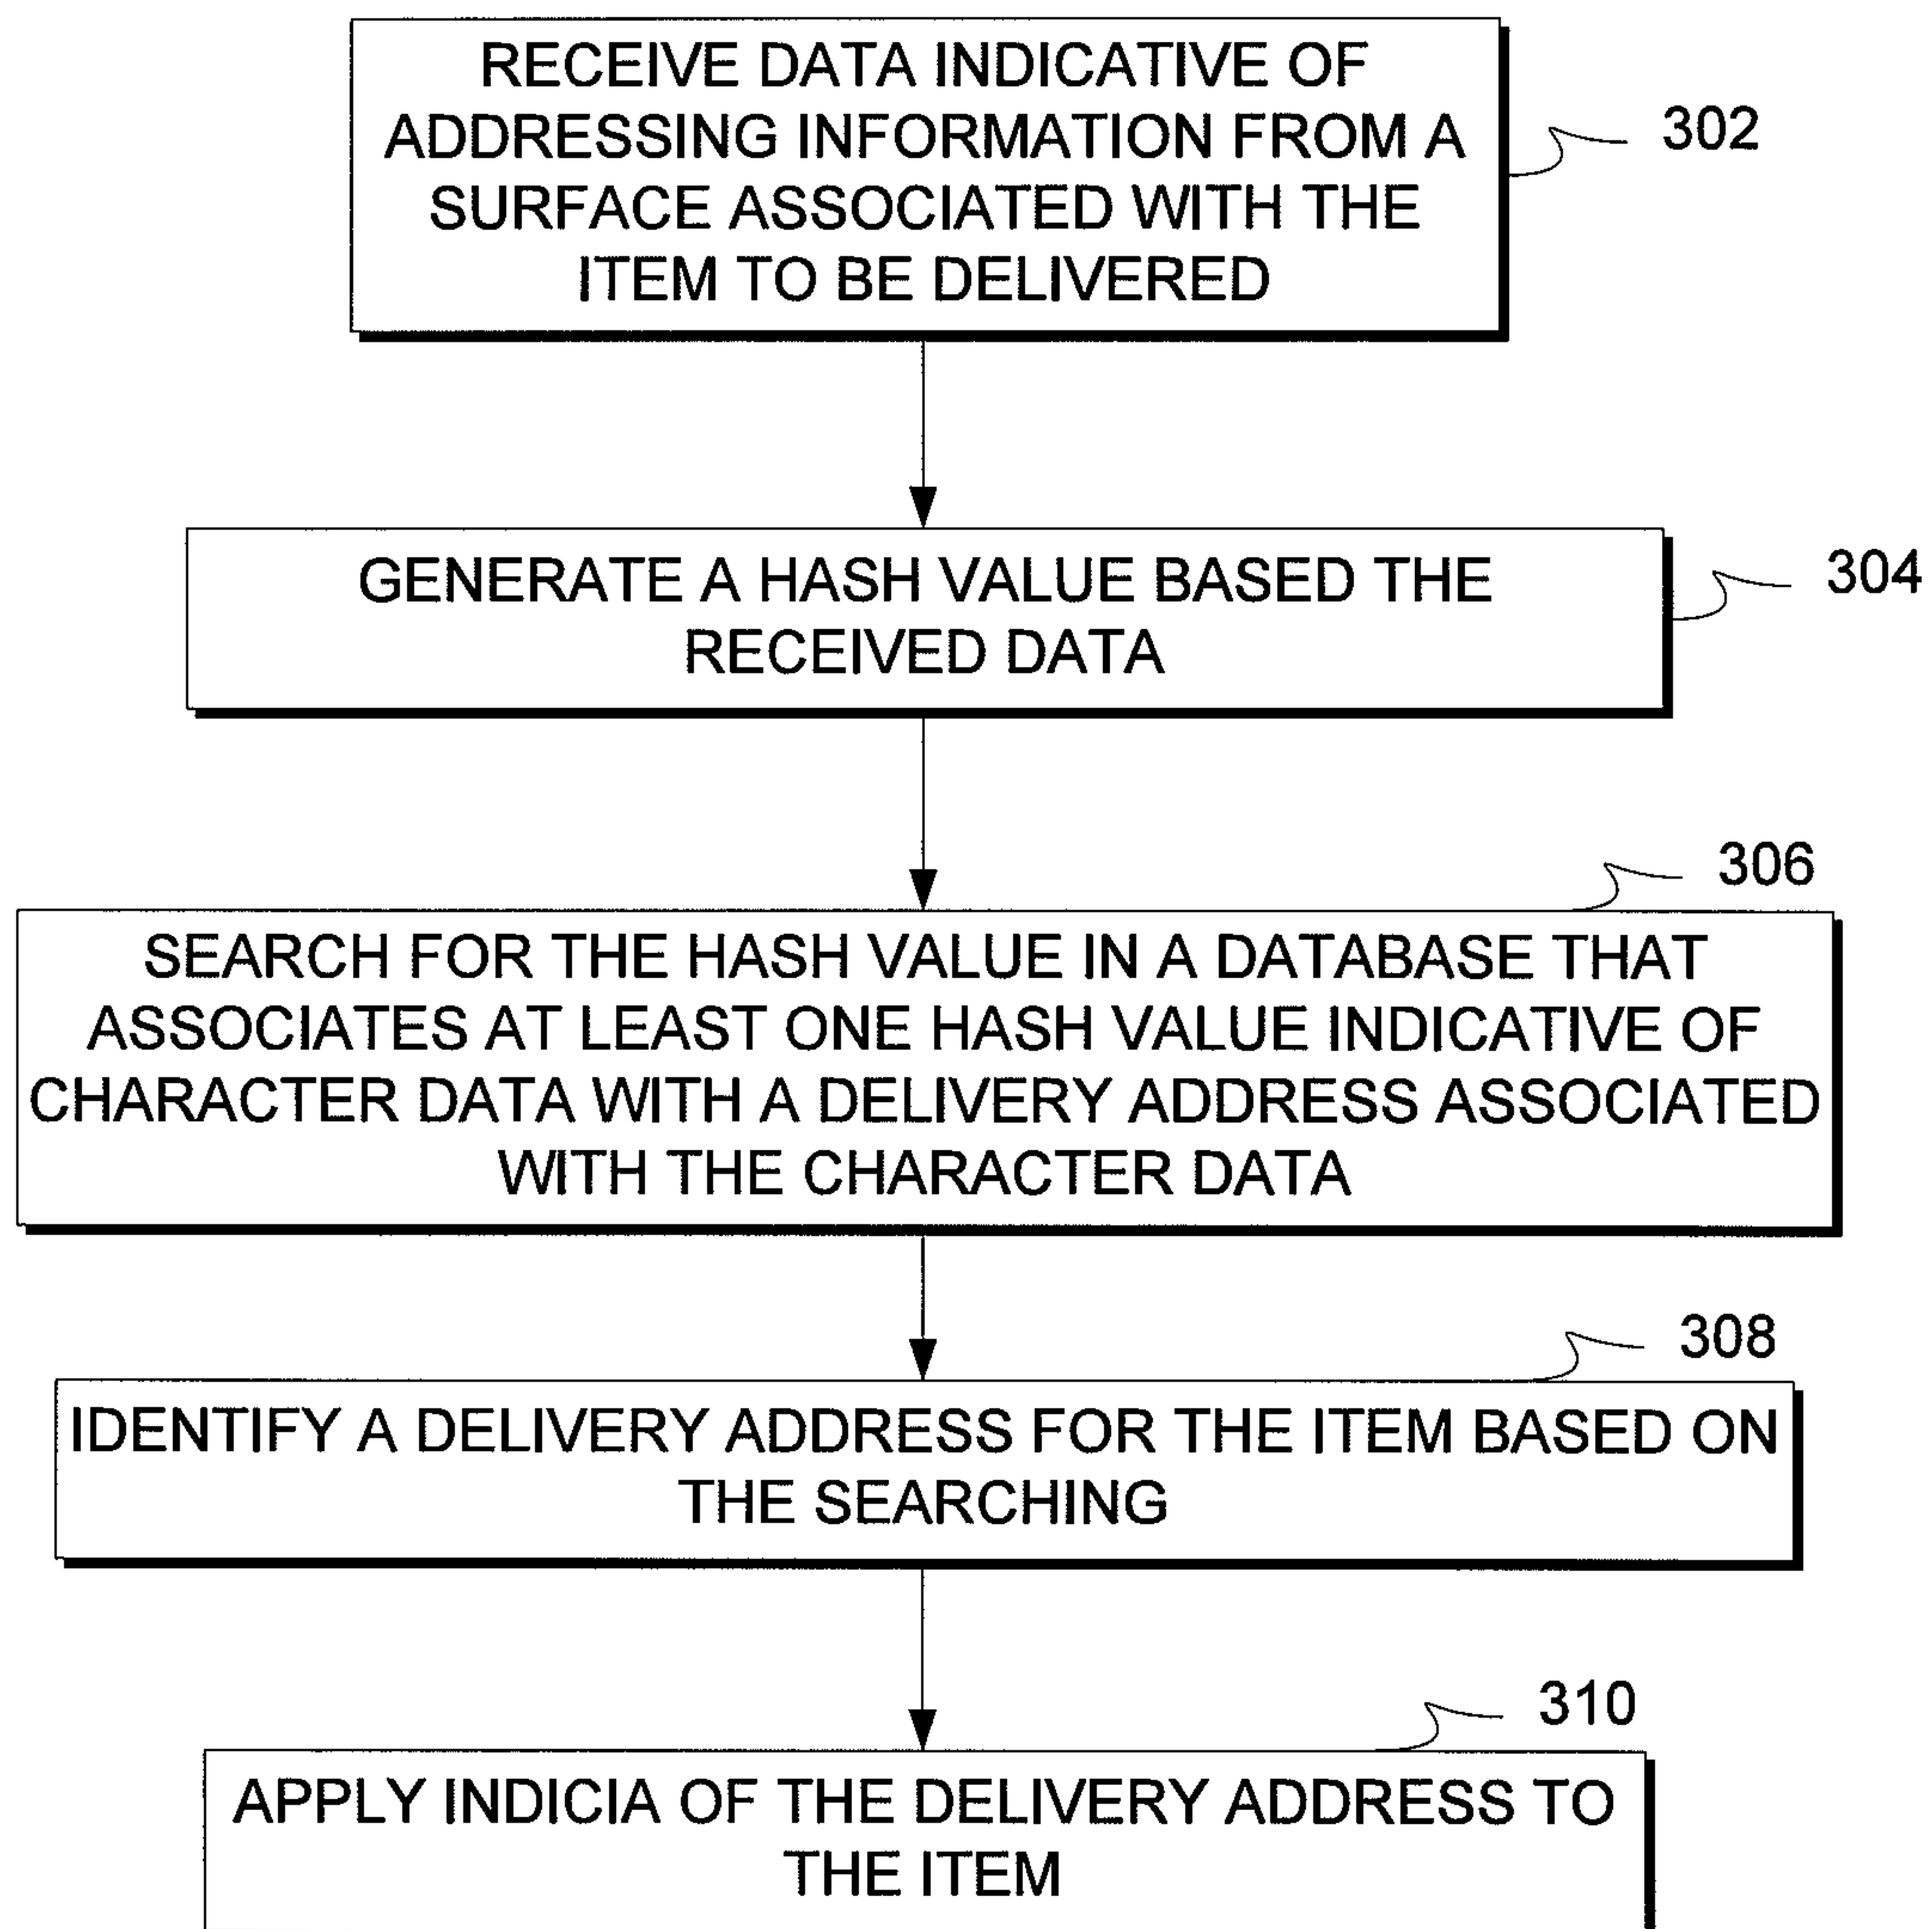 RECEIVE DATA INDICATIVE OF
ADDRESSING INFORMATION FROM A
SURFACE ASSOCIATED WITH THE
ITEM TO BE DELIVERED
302
GENERATE A HASH VALUE BASED THE
RECEIVED DATA
304
306
SEARCH FOR THE HASH VALUE IN A DATABASE THAT
ASSOCIATES AT LEAST ONE HASH VALUE INDICATIVE OF
CHARACTER DATA WITH A DELIVERY ADDRESS ASSOCIATED
WITH THE CHARACTER DATA
308
IDENTIFY A DELIVERY ADDRESS FOR THE ITEM BASED ON
THE SEARCHING
310
APPLY INDICIA OF THE DELIVERY ADDRESS TO
THE ITEM